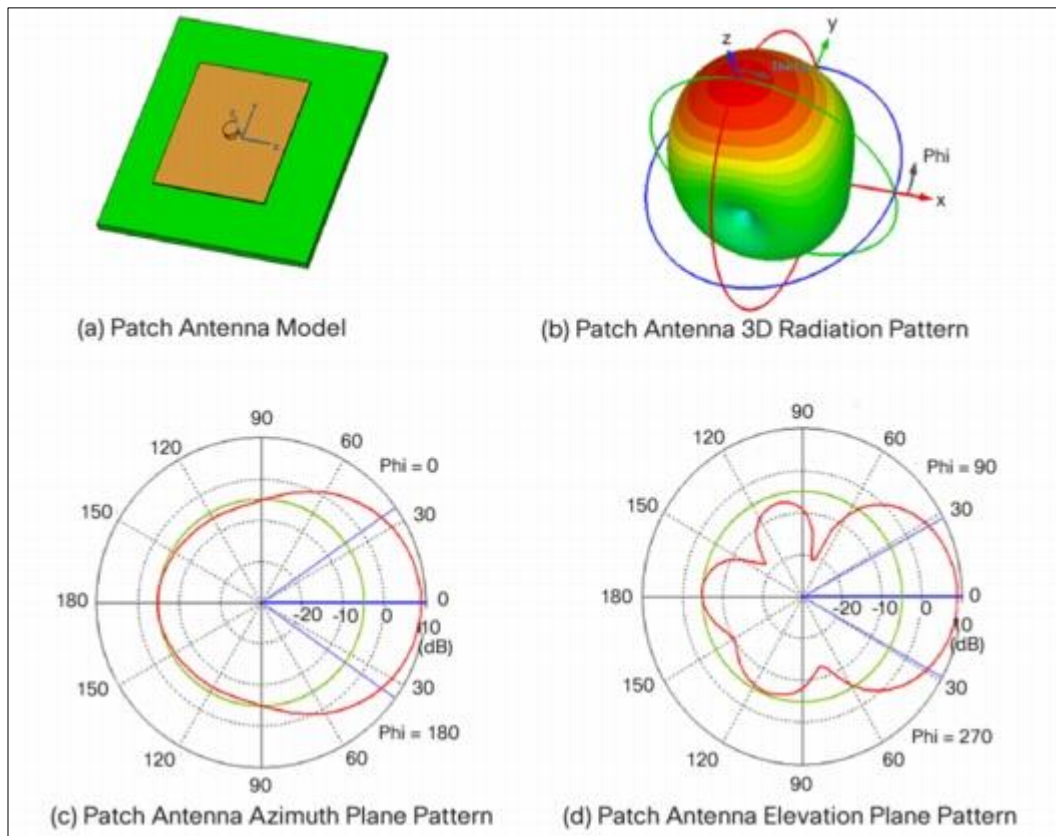 z
y
Phi
x
(a) Patch Antenna Model
(b) Patch Antenna 3D Radiation Pattern
90
120
60
Phi = 0
150
30
180
-20 -10 0
0
10
(dB)
150
30
Phi = 180
120
60
90
(c) Patch Antenna Azimuth Plane Pattern
90
120
60
Phi = 90
150
30
180
-20 -10 0
0
10
(dB)
150
30
Phi = 270
120
60
90
(d) Patch Antenna Elevation Plane Pattern